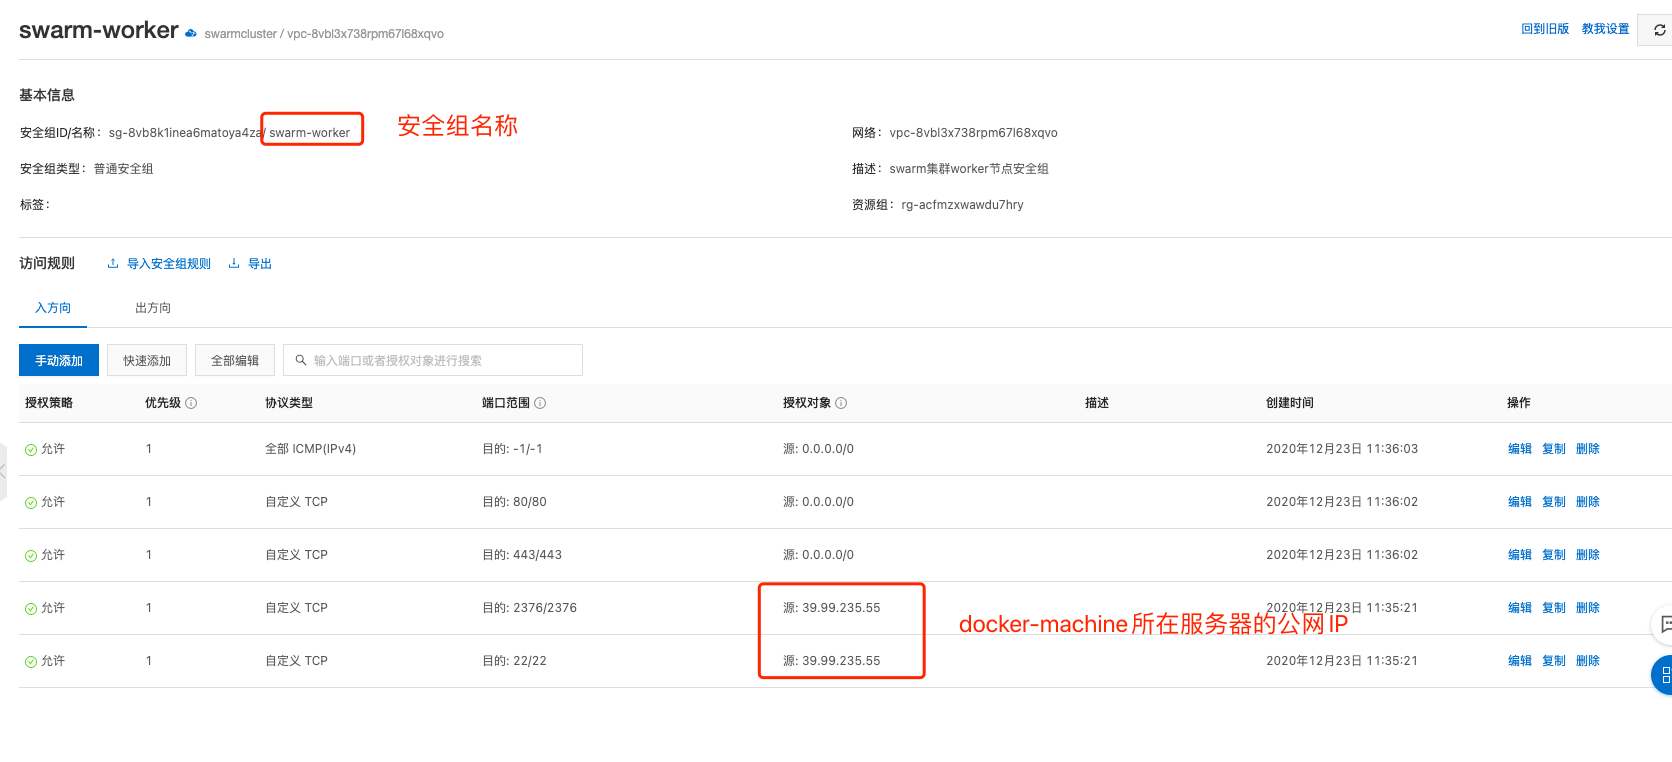 swarm-worker swarmcluster / vpc-8vbl3x738rpm67l68xqvo 回到旧版 教我设置
基本信息
安全组ID/名称： sg-8vb8k1inea6matoya4za/ swarm-worker 安全组名称 网络： vpc-8vbl3x738rpm67l68xqvo
安全组类型： 普通安全组 描述： swarm集群worker节点安全组
标签： 资源组： rg-acfmzxwawdu7hry
访问规则 导入安全组规则 导出
入方向 出方向
手动添加 快速添加 全部编辑 输入端口或者授权对象进行搜索
授权策略 优先级 协议类型 端口范围 授权对象 描述 创建时间 操作
允许 1 全部 ICMP(IPv4) 目的: -1/-1 源: 0.0.0.0/0 2020年12月23日 11:36:03 编辑 复制 删除
允许 1 自定义 TCP 目的: 80/80 源: 0.0.0.0/0 2020年12月23日 11:36:02 编辑 复制 删除
允许 1 自定义 TCP 目的: 443/443 源: 0.0.0.0/0 2020年12月23日 11:36:02 编辑 复制 删除
允许 1 自定义 TCP 目的: 2376/2376 源: 39.99.235.55 2020年12月23日 11:35:21 编辑 复制 删除
docker-machine所在服务器的公网IP
允许 1 自定义 TCP 目的: 22/22 源: 39.99.235.55 2020年12月23日 11:35:21 编辑 复制 删除